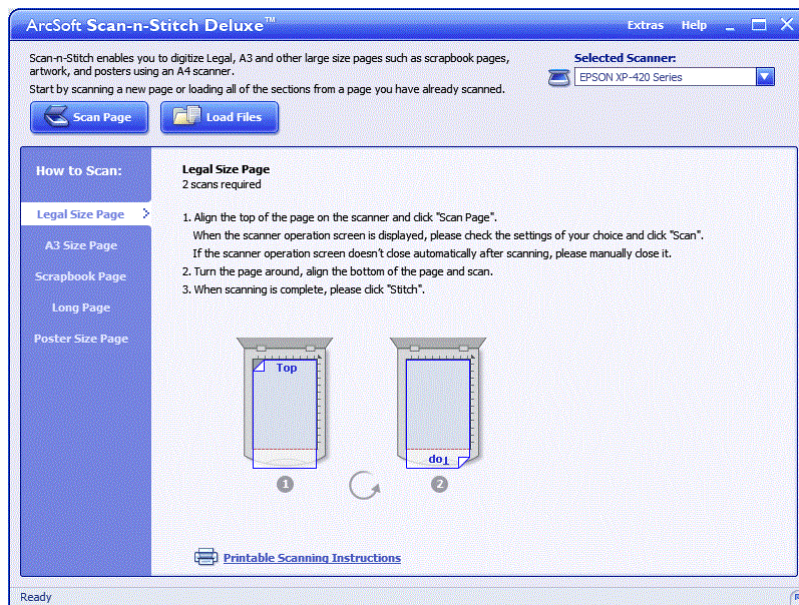 ArcSoft Scan-n-Stitch Deluxe™
Extras Help
Scan-n-Stitch enables you to digitize Legal, A3 and other large size pages such as scrapbook pages,
artwork, and posters using an A4 scanner.
Start by scanning a new page or loading all of the sections from a page you have already scanned.
Selected Scanner:
EPSON XP-420 Series
Scan Page
Load Files
How to Scan:
Legal Size Page
A3 Size Page
Scrapbook Page
Long Page
Poster Size Page
Legal Size Page
2 scans required
1. Align the top of the page on the scanner and click "Scan Page".
When the scanner operation screen is displayed, please check the settings of your choice and click "Scan".
If the scanner operation screen doesn't close automatically after scanning, please manually close it.
2. Turn the page around, align the bottom of the page and scan.
3. When scanning is complete, please click "Stitch".
Top
Top
1
2
Printable Scanning Instructions
Ready